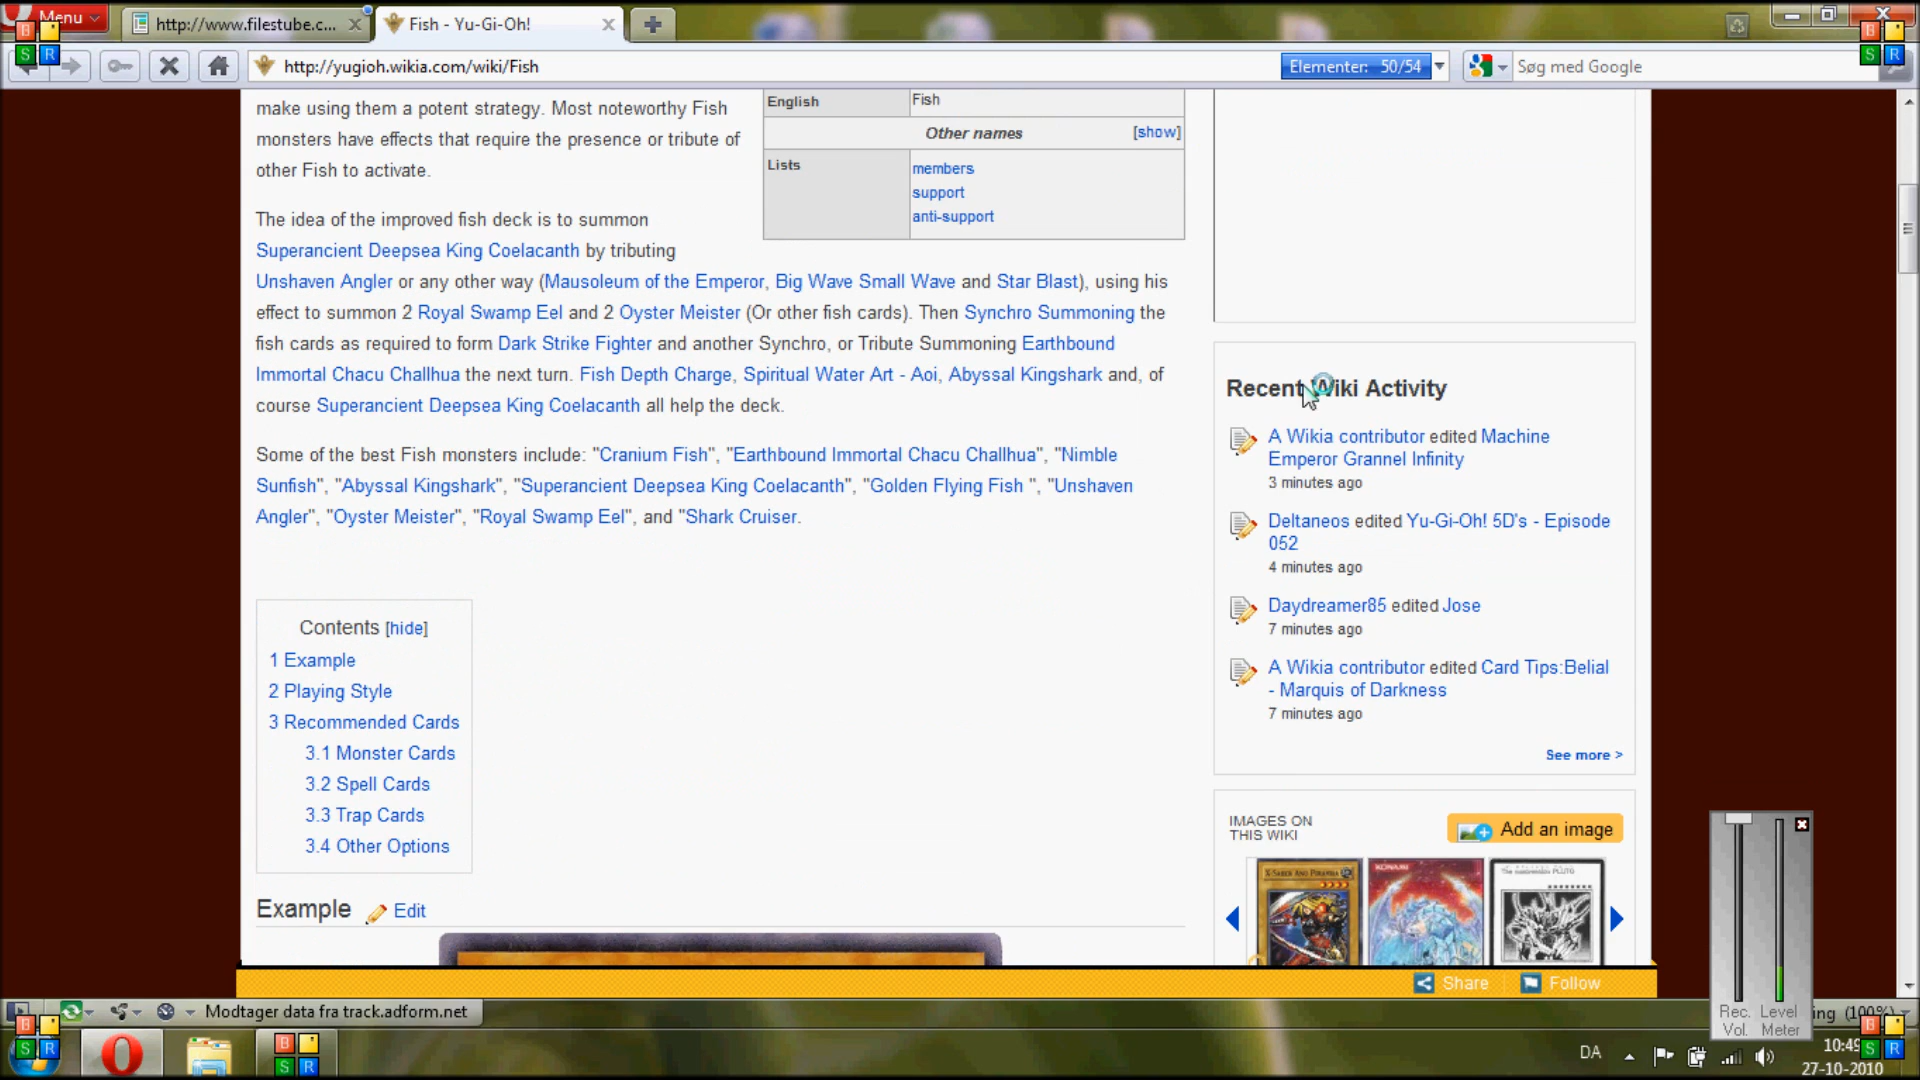 Menu
http://www.filestube.c...
Fish - Yu-Gi-Oh!
http://yugioh.wikia.com/wiki/Fish
Elementer: 50/54
Søg med Google
make using them a potent strategy. Most noteworthy Fish
monsters have effects that require the presence or tribute of
other Fish to activate.
English
Fish
Other names
[show]
Lists
members
support
anti-support
The idea of the improved fish deck is to summon
Superancient Deepsea King Coelacanth by tributing
Unshaven Angler or any other way (Mausoleum of the Emperor, Big Wave Small Wave and Star Blast), using his
effect to summon 2 Royal Swamp Eel and 2 Oyster Meister (Or other fish cards). Then Synchro Summoning the
fish cards as required to form Dark Strike Fighter and another Synchro, or Tribute Summoning Earthbound
Immortal Chacu Challhua the next turn. Fish Depth Charge, Spiritual Water Art - Aoi, Abyssal Kingshark and, of
course Superancient Deepsea King Coelacanth all help the deck.
Some of the best Fish monsters include: "Cranium Fish", "Earthbound Immortal Chacu Challhua", "Nimble
Sunfish", "Abyssal Kingshark", "Superancient Deepsea King Coelacanth", "Golden Flying Fish ", "Unshaven
Angler", "Oyster Meister", "Royal Swamp Eel", and "Shark Cruiser.
Contents [hide]
1 Example
2 Playing Style
3 Recommended Cards
3.1 Monster Cards
3.2 Spell Cards
3.3 Trap Cards
3.4 Other Options
Example
Edit
Recent Wiki Activity
A Wikia contributor edited Machine
Emperor Grannel Infinity
3 minutes ago
Deltaneos edited Yu-Gi-Oh! 5D's - Episode
052
4 minutes ago
Daydreamer85 edited Jose
7 minutes ago
A Wikia contributor edited Card Tips:Belial
- Marquis of Darkness
7 minutes ago
See more >
IMAGES ON
THIS WIKI
Add an image
KONAMI
Share
Follow
Rec. Level
Vol. Meter
Modtager data fra track.adform.net
(100%)
B
S R
B
S R
B
S R
B
S R
B
S R
DA
10:49
27-10-2010